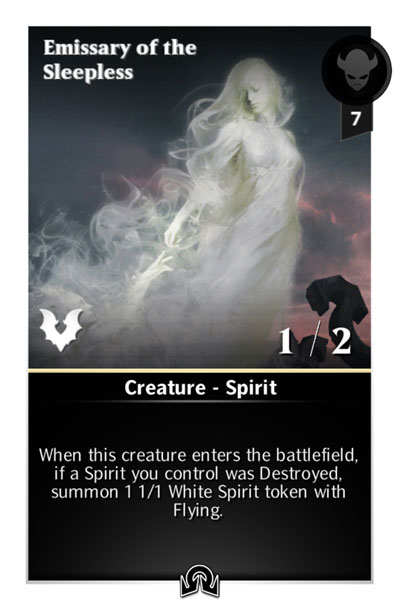 Emissary of the
Sleepless
7
1 / 2
Creature - Spirit
When this creature enters the battlefield,
if a Spirit you control was Destroyed,
summon 1 1/1 White Spirit token with
Flying.